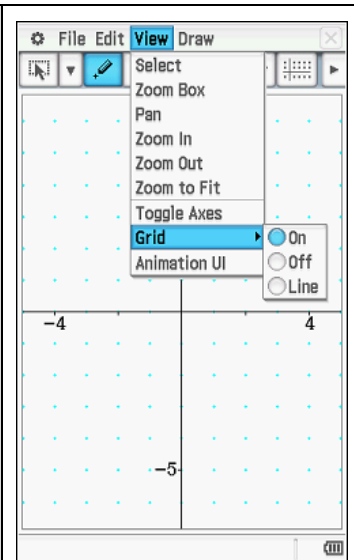 File Edit View Draw
Select
Zoom Box
Pan
Zoom In
Zoom Out
Zoom to Fit
Toggle Axes
Grid
On
Off
Line
Animation UI
-4 4
-5